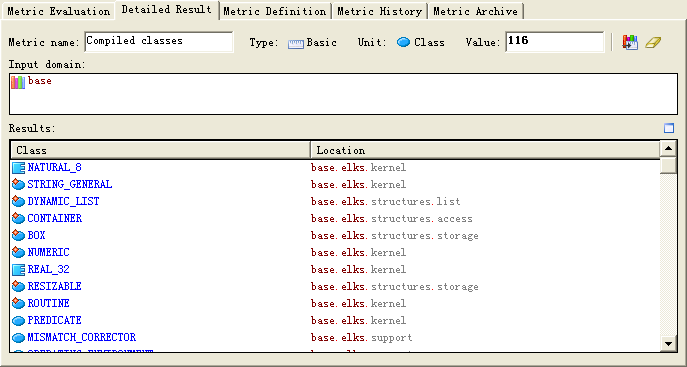 Metric Evaluation Detailed Result Metric Definition Metric History Metric Archive
Metric name: Compiled classes Type: Basic Unit: Class Value: 116
Input domain:
base
Results:
Class Location
NATURAL_8 base.elks.kernel
STRING_GENERAL base.elks.kernel
DYNAMIC_LIST base.elks.structures.list
CONTAINER base.elks.structures.access
BOX base.elks.structures.storage
NUMERIC base.elks.kernel
REAL_32 base.elks.kernel
RESIZABLE base.elks.structures.storage
ROUTINE base.elks.kernel
PREDICATE base.elks.kernel
MISMATCH_CORRECTOR base.elks.support